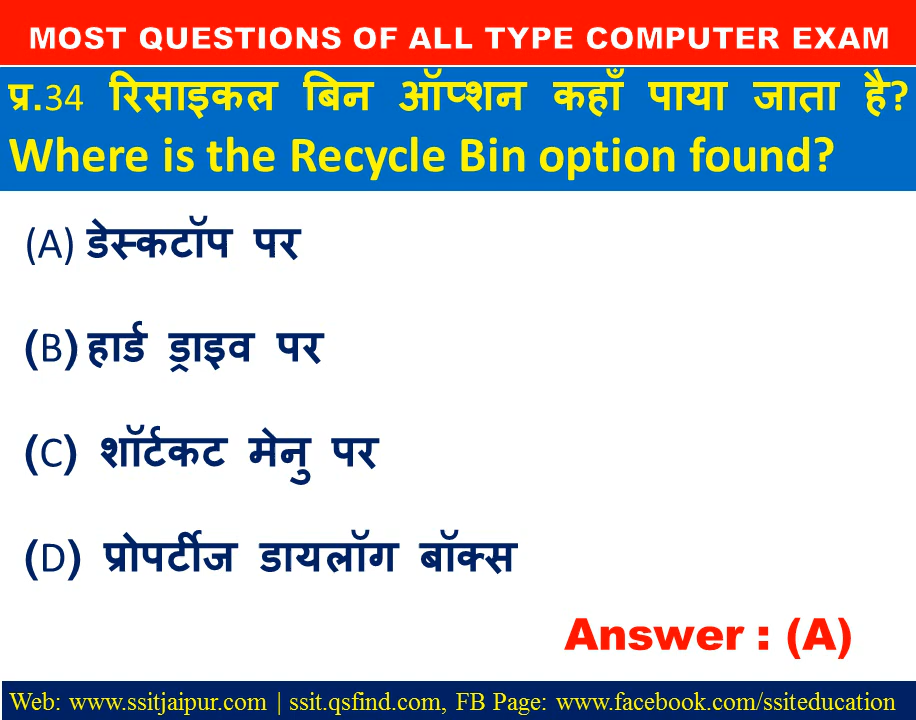 MOST QUESTIONS OF ALL TYPE COMPUTER EXAM
प्र.34 रिसाइकल बिन ऑप्शन कहाँ पाया जाता है?
Where is the Recycle Bin option found?
(A) डेस्कटॉप पर
(B) हार्ड ड्राइव पर
(C) शॉर्टकट मेनु पर
(D) प्रोपर्टीज डायलॉग बॉक्स
Answer : (A)
Web: www.ssitjaipur.com | ssit.qsfind.com, FB Page: www.facebook.com/ssiteducation